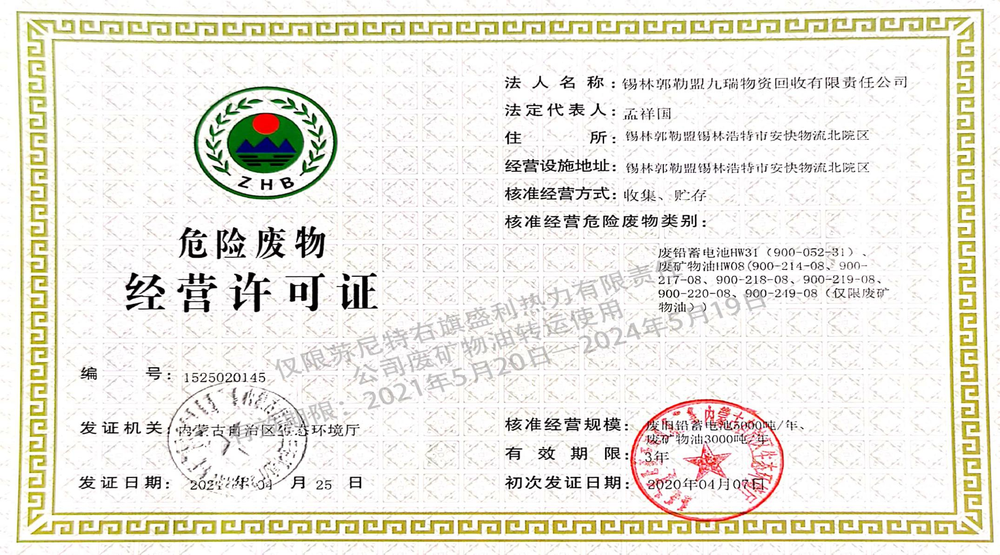 ZHB
危险废物
经营许可证
编号：1525020145
发证机关：内蒙古自治区生态环境厅
发证日期：2021年04月25日
法人名称：锡林郭勒盟九瑞物资回收有限责任公司
法定代表人：孟祥国
住所：锡林郭勒盟锡林浩特市安快物流北院区
经营设施地址：锡林郭勒盟锡林浩特市安快物流北院区
核准经营方式：收集、贮存
核准经营危险废物类别：
废铅蓄电池HW31（900-052-31）、
废矿物油HW08(900-214-08、900-
217-08、900-218-08、900-219-08、
900-220-08、900-249-08（仅限废矿
物油））
核准经营规模：废旧铅蓄电池5000吨/年、
废矿物油3000吨/年
有效期限：3年
初次发证日期：2020年04月07日
仅限苏尼特右旗盛利热力有限责任
公司废矿物油转运使用
有效期限：2021年5月20日—2024年5月19日